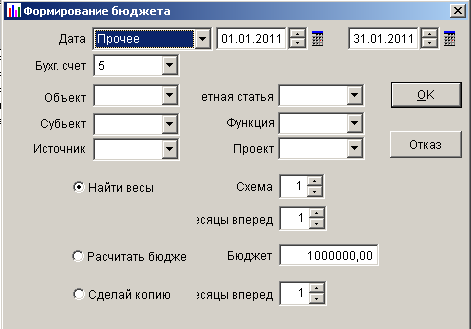 Формирование бюджета
Дата Прочее 01.01.2011 31.01.2011
Бухг. счет 5
Объект етная статья OK
Субъект Функция
Источник Проект Отказ
Найти весы Схема 1
есяцы вперед 1
Расчитать бюдже Бюджет 1000000,00
Сделай копию есяцы вперед 1